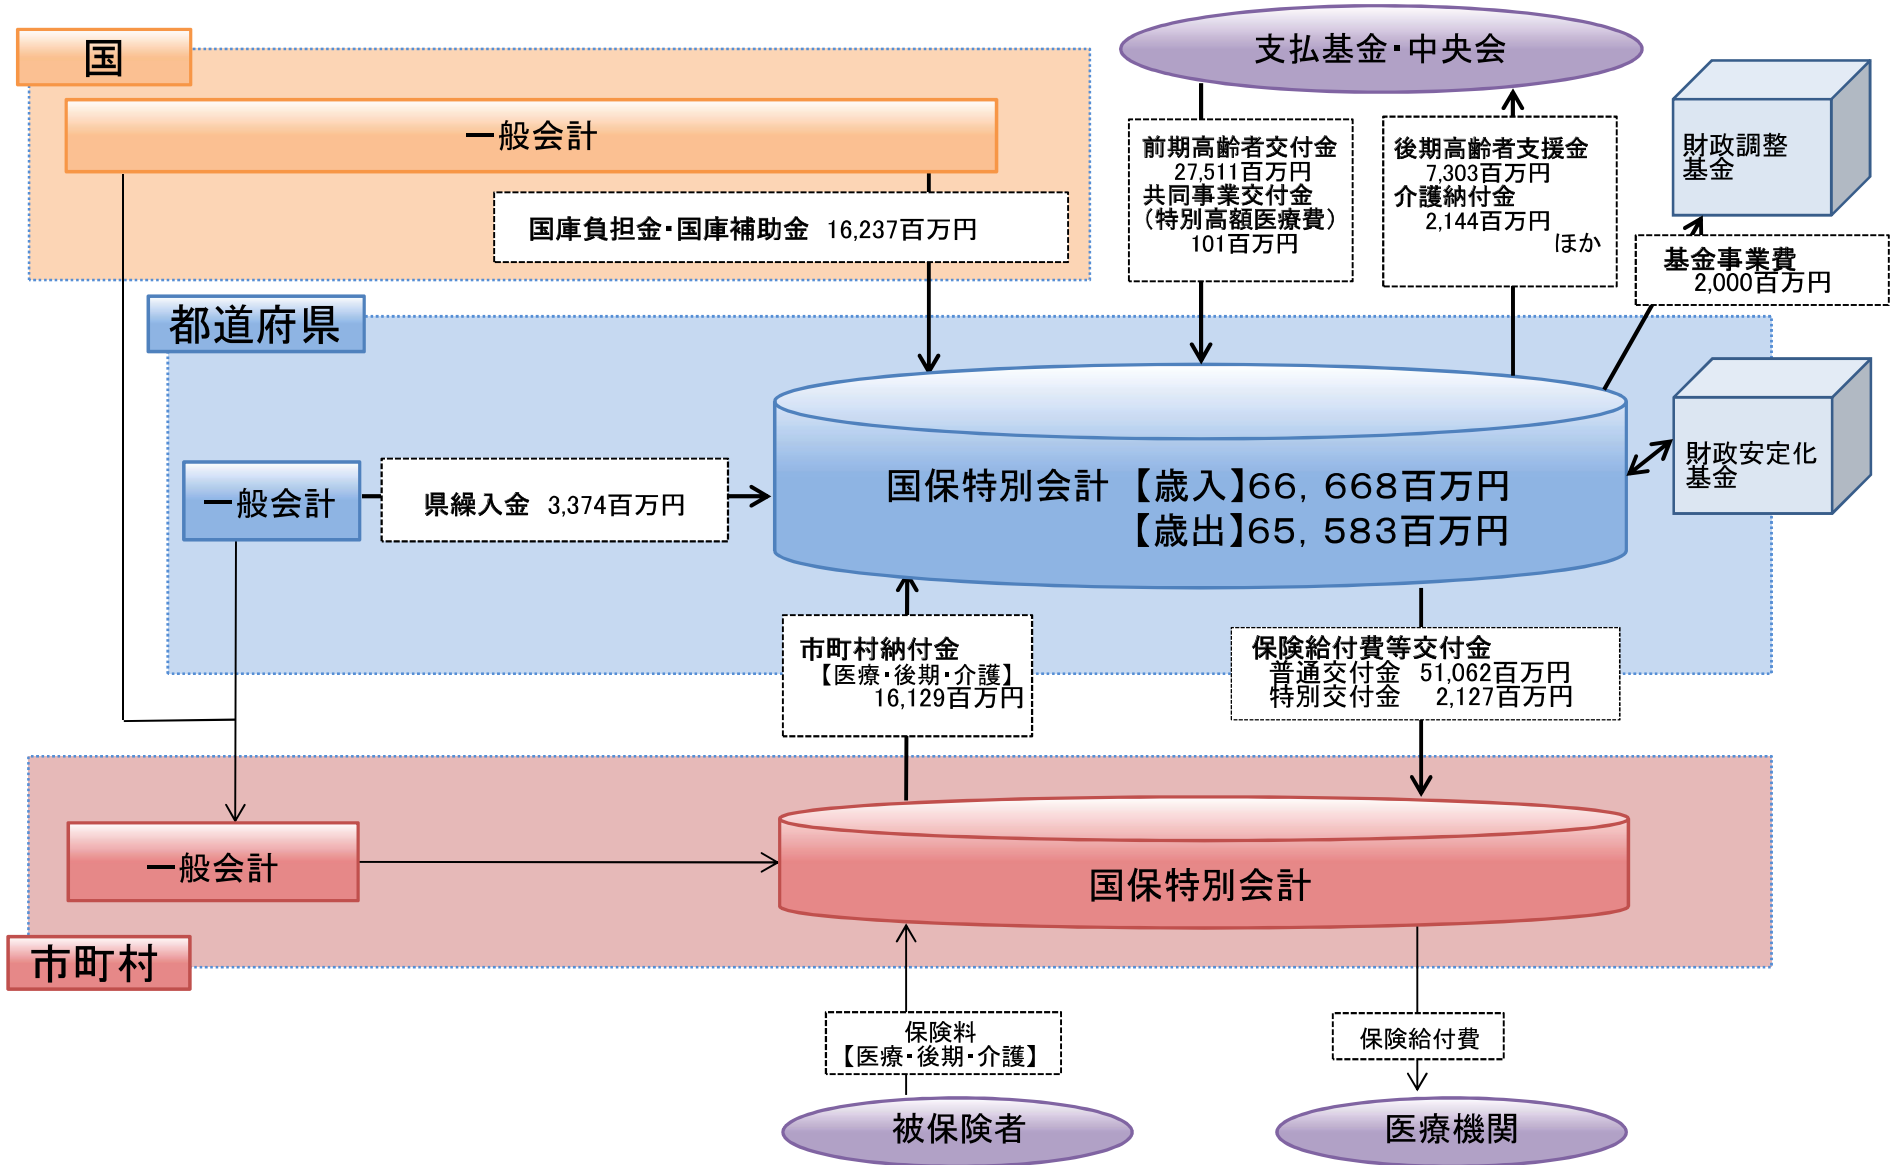 国
一般会計
国庫負担金・国庫補助金 16,237百万円
支払基金・中央会
前期高齢者交付金
27,511百万円
共同事業交付金
（特別高額医療費）
101百万円
後期高齢者支援金
7,303百万円
介護納付金
2,144百万円
ほか
財政調整
基金
基金事業費
2,000百万円
都道府県
一般会計
県繰入金 3,374百万円
国保特別会計 【歳入】66，668百万円
【歳出】65，583百万円
財政安定化
基金
市町村納付金
【医療・後期・介護】
16,129百万円
保険給付費等交付金
普通交付金 51,062百万円
特別交付金 2,127百万円
一般会計
国保特別会計
市町村
保険料
【医療・後期・介護】
保険給付費
被保険者
医療機関